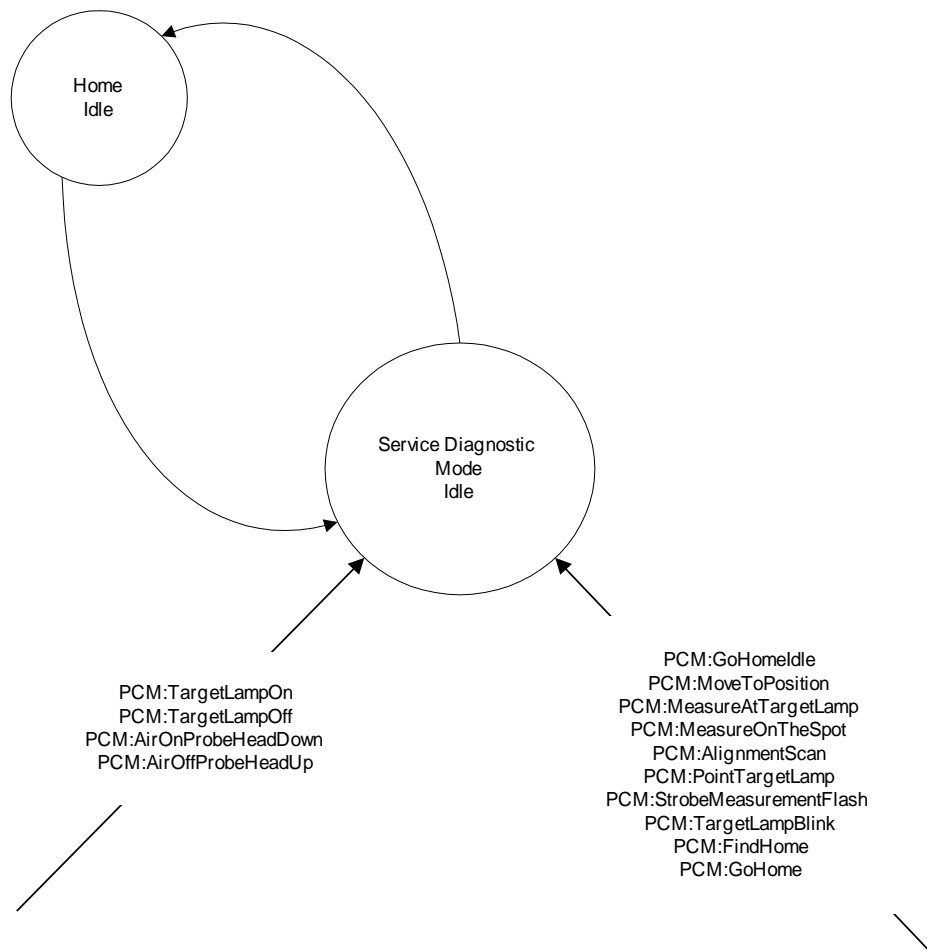 Home
Idle
Service Diagnostic
Mode
Idle
PCM:TargetLampOn
PCM:TargetLampOff
PCM:AirOnProbeHeadDown
PCM:AirOffProbeHeadUp
PCM:GoHomeIdle
PCM:MoveToPosition
PCM:MeasureAtTargetLamp
PCM:MeasureOnTheSpot
PCM:AlignmentScan
PCM:PointTargetLamp
PCM:StrobeMeasurementFlash
PCM:TargetLampBlink
PCM:FindHome
PCM:GoHome